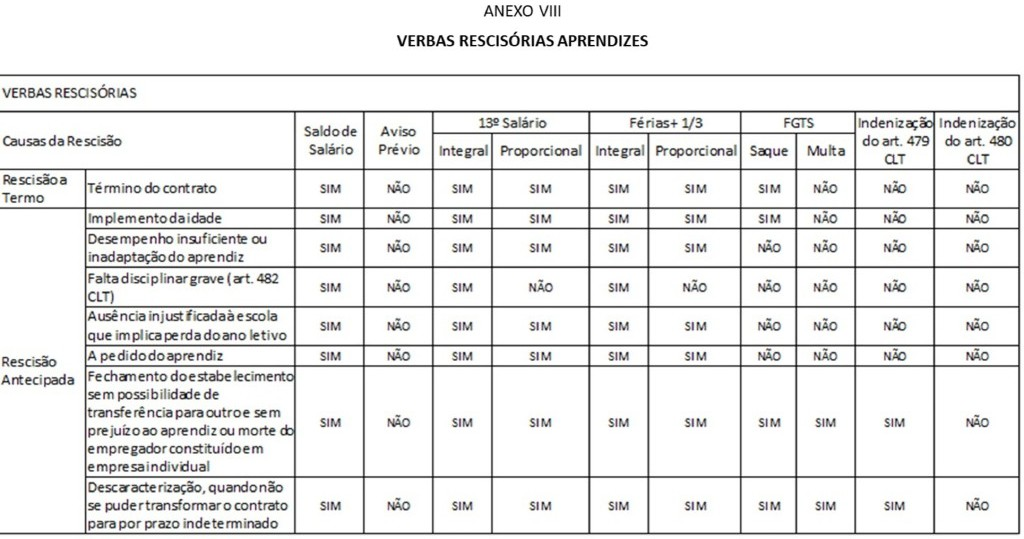 ANEXO VIII
VERBAS RESCISÓRIAS APRENDIZES
VERBAS RESCISÓRIAS
Causas da Rescisão
Saldo de
Salário
Aviso
Prévio
13º Salário
Integral
Proporcional
Férias+ 1/3
Integral
Proporcional
FGTS
Saque
Multa
Indenização
do art. 479
CLT
Indenização
do art. 480
CLT
Rescisão a
Termo
Término do contrato
SIM NÃO SIM SIM SIM SIM SIM NÃO NÃO NÃO
Rescisão
Antecipada
Implemento da idade
SIM NÃO SIM SIM SIM SIM SIM NÃO NÃO NÃO
Desempenho insuficiente ou
inadaptação do aprendiz
SIM NÃO SIM SIM SIM SIM NÃO NÃO NÃO NÃO
Falta disciplinar grave (art. 482
CLT)
SIM NÃO SIM NÃO SIM NÃO NÃO NÃO NÃO NÃO
Ausência injustificada à escola
que implica perda do ano letivo
SIM NÃO SIM SIM SIM SIM NÃO NÃO NÃO NÃO
A pedido do aprendiz
SIM NÃO SIM SIM SIM SIM NÃO NÃO NÃO NÃO
Fechamento do estabelecimento
sem possibilidade de
transferência para outro e sem
prejuízo ao aprendiz ou morte do
empregador constituído em
empresa individual
SIM NÃO SIM SIM SIM SIM SIM SIM SIM NÃO
Descaracterização, quando não
se puder transformar o contrato
para por prazo indeterminado
SIM NÃO SIM SIM SIM SIM SIM SIM SIM NÃO